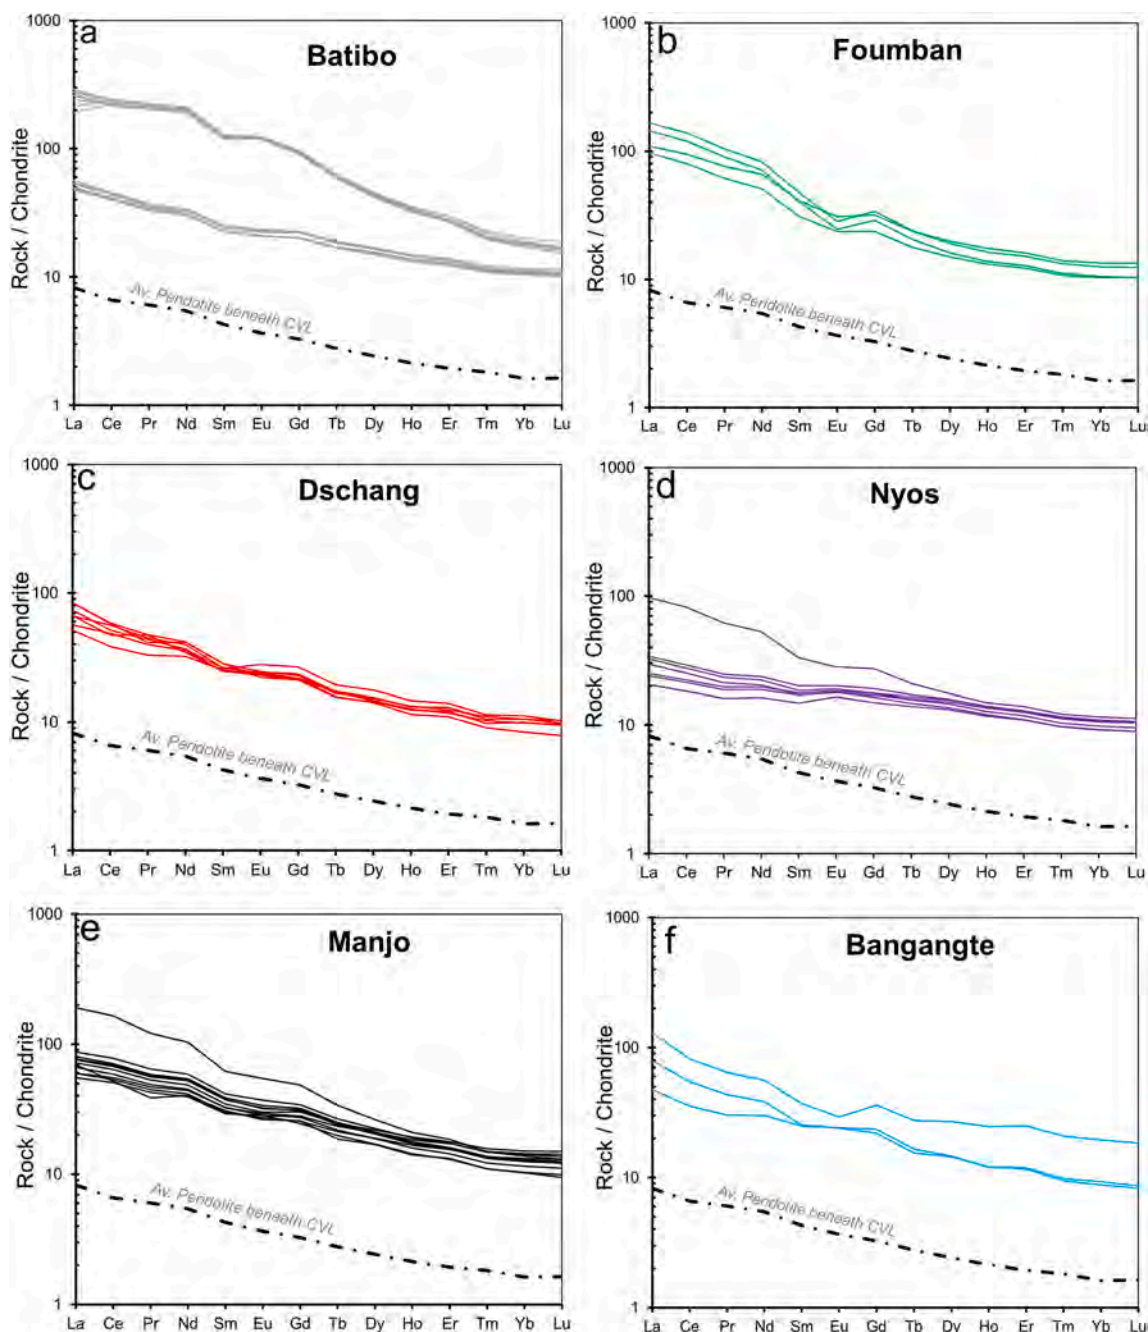 a
Batibo
1000
100
10
1
Rock / Chondrite
Av. Peridotite beneath CVL
La Ce Pr Nd Sm Eu Gd Tb Dy Ho Er Tm Yb Lu
b
Foumban
1000
100
10
1
Rock / Chondrite
Av. Peridotite beneath CVL
La Ce Pr Nd Sm Eu Gd Tb Dy Ho Er Tm Yb Lu
c
Dschang
1000
100
10
1
Rock / Chondrite
Av. Peridotite beneath CVL
La Ce Pr Nd Sm Eu Gd Tb Dy Ho Er Tm Yb Lu
d
Nyos
1000
100
10
1
Rock / Chondrite
Av. Peridotite beneath CVL
La Ce Pr Nd Sm Eu Gd Tb Dy Ho Er Tm Yb Lu
e
Manjo
1000
100
10
1
Rock / Chondrite
Av. Peridotite beneath CVL
La Ce Pr Nd Sm Eu Gd Tb Dy Ho Er Tm Yb Lu
f
Bangangte
1000
100
10
1
Rock / Chondrite
Av. Peridotite beneath CVL
La Ce Pr Nd Sm Eu Gd Tb Dy Ho Er Tm Yb Lu